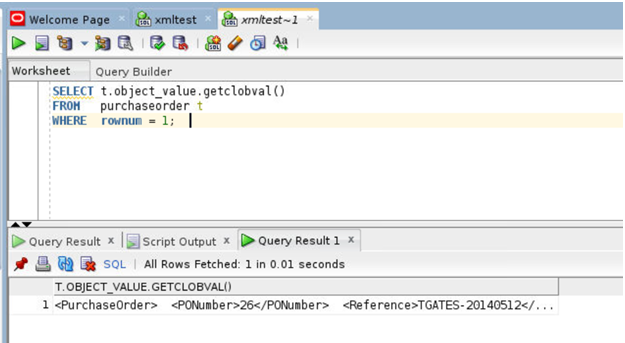 Welcome Page × xmltest × xmltest~1 ×
SQL Aa
Worksheet Query Builder
SELECT t.object_value.getclobval()
FROM purchaseorder t
WHERE rownum = 1;
Query Result x Script Output x Query Result 1 x
SQL | All Rows Fetched: 1 in 0.01 seconds
T.OBJECT_VALUE.GETCLOBVAL()
1 <PurchaseOrder> <PONumber>26</PONumber> <Reference>TGATES-20140512</...